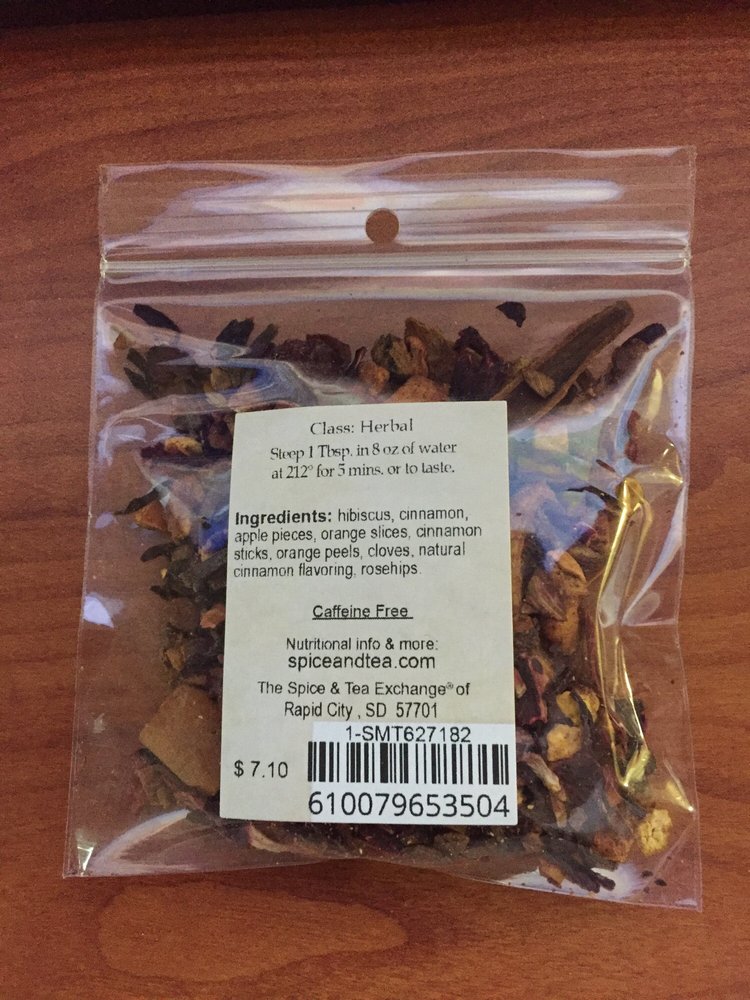 Class: Herbal
Steep 1 Tbsp. in 8 oz of water
at 212° for 5 mins. or to taste.
Ingredients: hibiscus, cinnamon,
apple pieces, orange slices, cinnamon
sticks, orange peels, cloves, natural
cinnamon flavoring, rosehips.
Caffeine Free
Nutritional info & more:
spiceandtea.com
The Spice & Tea Exchange® of
Rapid City , SD 57701
1-SMT627182
$ 7.10
610079653504